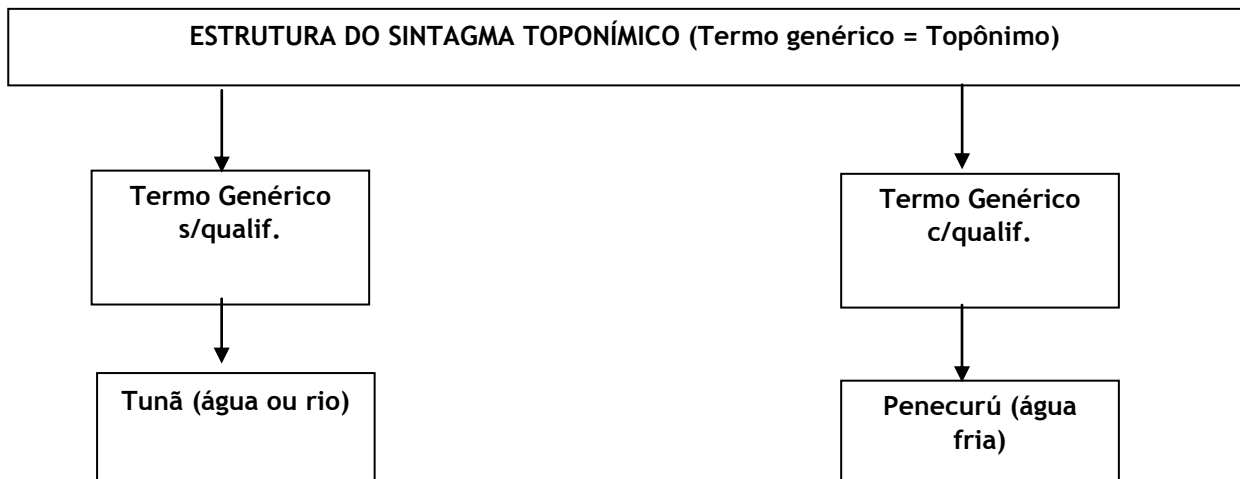 ESTRUTURA DO SINTAGMA TOPONÍMICO (Termo genérico = Topônimo)
Termo Genérico
s/qualif.
Termo Genérico
c/qualif.
Tunã (água ou rio)
Penecurú (água
fria)